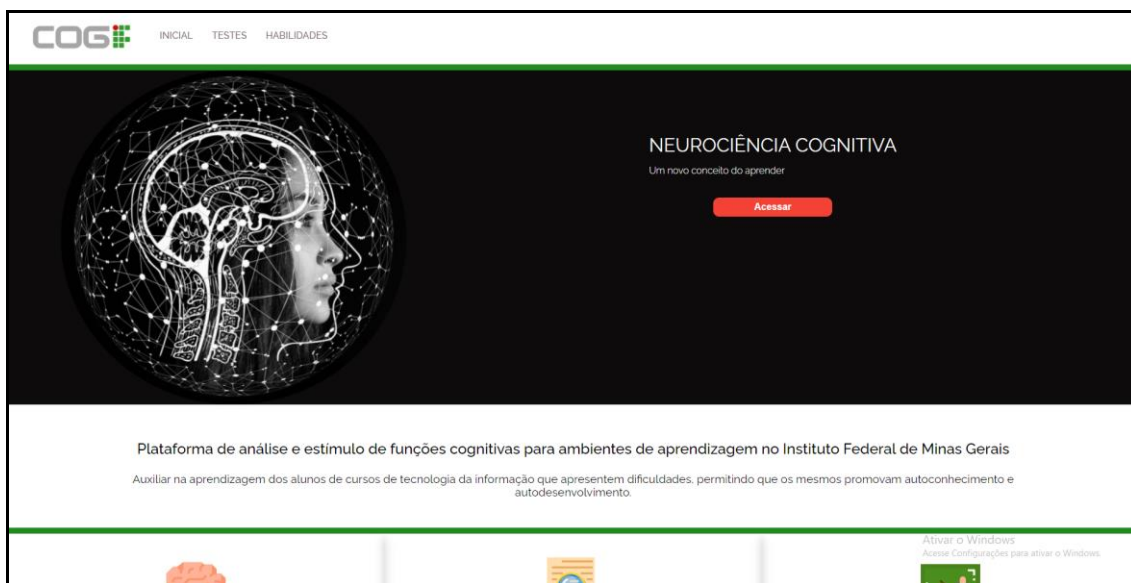 COGIF
INICIAL TESTES HABILIDADES
NEUROCIÊNCIA COGNITIVA
Um novo conceito do aprender
Acessar
Plataforma de análise e estímulo de funções cognitivas para ambientes de aprendizagem no Instituto Federal de Minas Gerais
Auxiliar na aprendizagem dos alunos de cursos de tecnologia da informação que apresentem dificuldades, permitindo que os mesmos promovam autoconhecimento e
autodesenvolvimento.
Ativar o Windows
Acesse Configurações para ativar o Windows